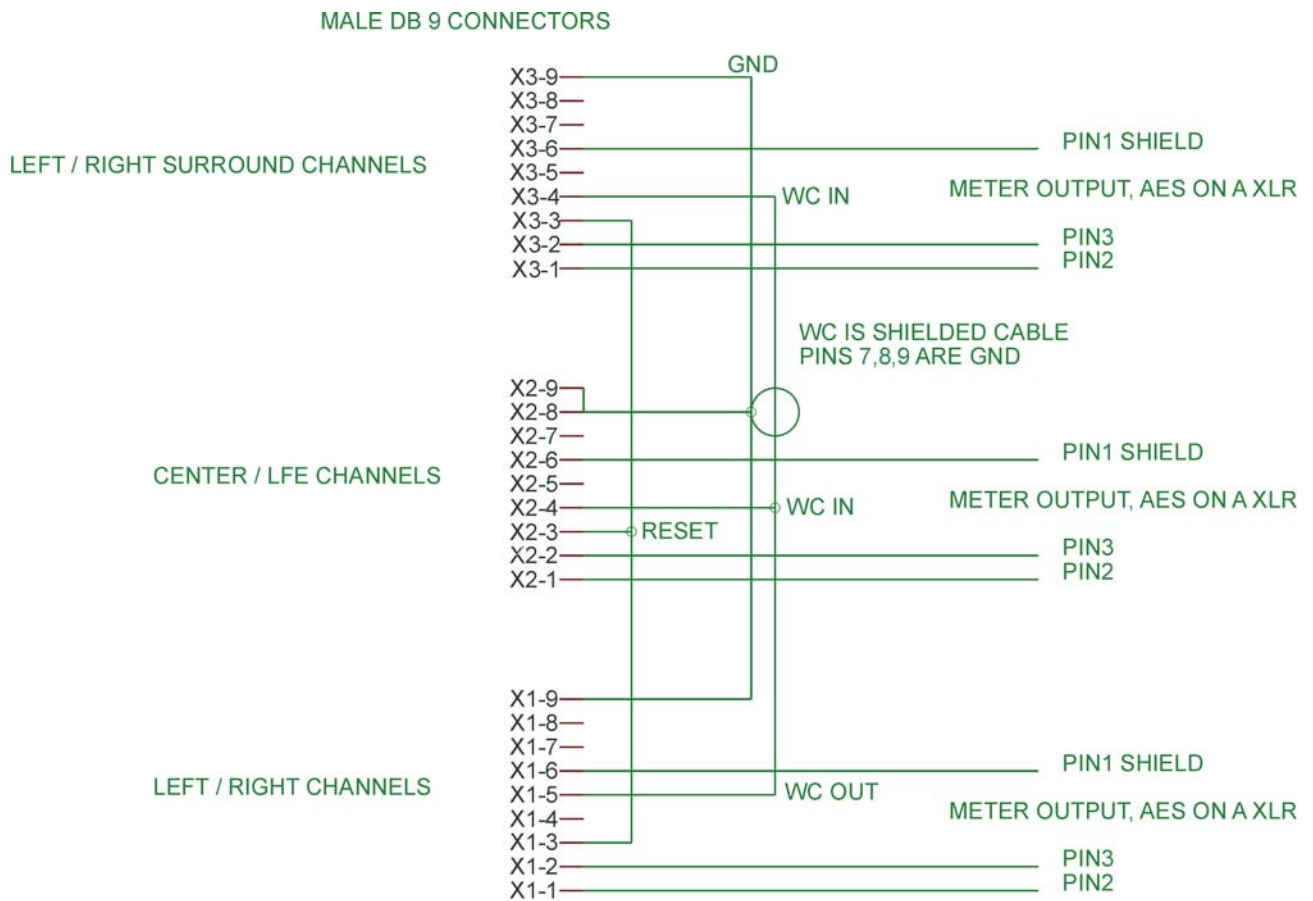 MALE DB 9 CONNECTORS
GND
X3-9
X3-8
X3-7
X3-6
PIN1 SHIELD
LEFT / RIGHT SURROUND CHANNELS
X3-5
METER OUTPUT, AES ON A XLR
X3-4
WC IN
X3-3
X3-2
PIN3
X3-1
PIN2
WC IS SHIELDED CABLE
PINS 7,8,9 ARE GND
X2-9
X2-8
X2-7
X2-6
PIN1 SHIELD
CENTER / LFE CHANNELS
X2-5
METER OUTPUT, AES ON A XLR
X2-4
WC IN
X2-3
RESET
X2-2
PIN3
X2-1
PIN2
X1-9
X1-8
X1-7
X1-6
PIN1 SHIELD
LEFT / RIGHT CHANNELS
X1-5
WC OUT
METER OUTPUT, AES ON A XLR
X1-4
X1-3
X1-2
PIN3
X1-1
PIN2